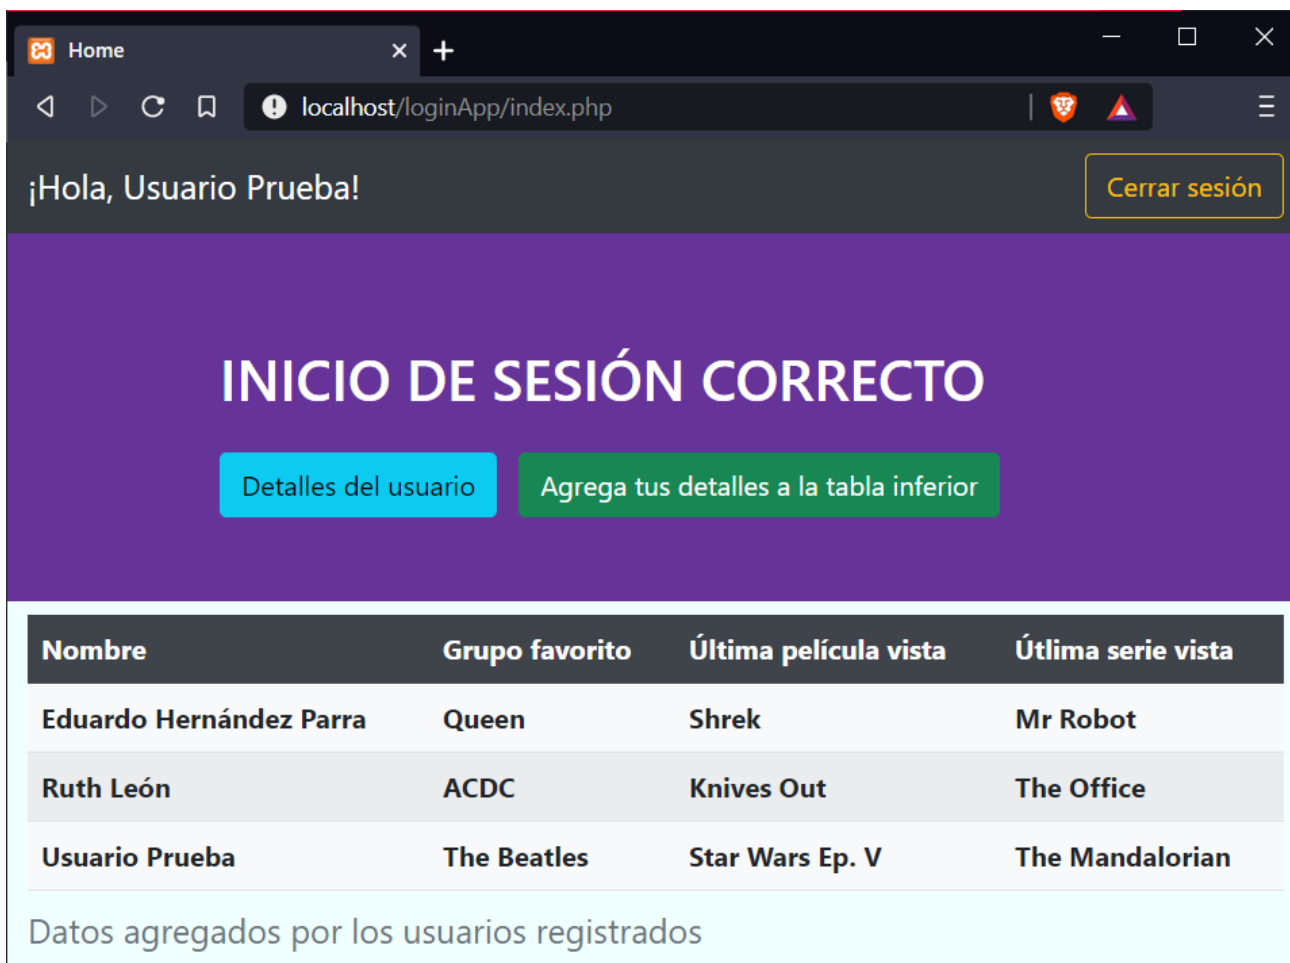 Home
localhost/loginApp/index.php
¡Hola, Usuario Prueba! Cerrar sesión
INICIO DE SESIÓN CORRECTO
Detalles del usuario Agrega tus detalles a la tabla inferior
Nombre Grupo favorito Última película vista Útlima serie vista
Eduardo Hernández Parra Queen Shrek Mr Robot
Ruth León ACDC Knives Out The Office
Usuario Prueba The Beatles Star Wars Ep. V The Mandalorian
Datos agregados por los usuarios registrados